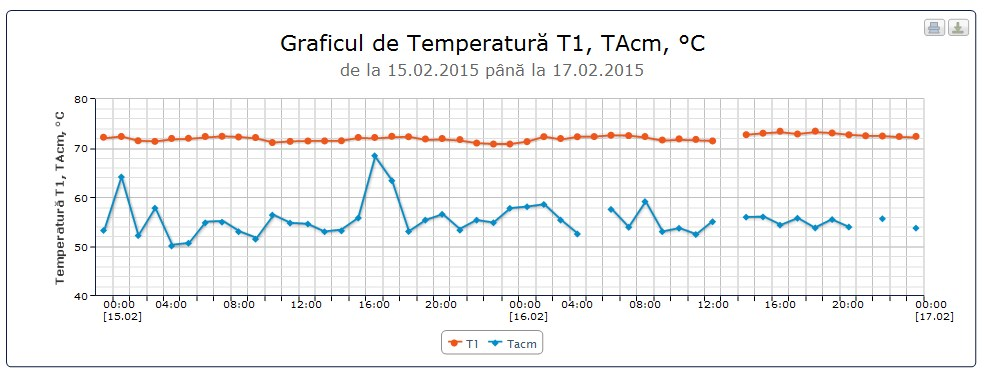 Graficul de Temperatură T1, TAcm, °C
de la 15.02.2015 până la 17.02.2015
Temperatură T1, TAcm, °C
80
70
60
50
40
00:00 04:00 08:00 12:00 16:00 20:00 00:00 04:00 08:00 12:00 16:00 20:00 00:00
[15.02] [16.02] [17.02]
T1 Tacm